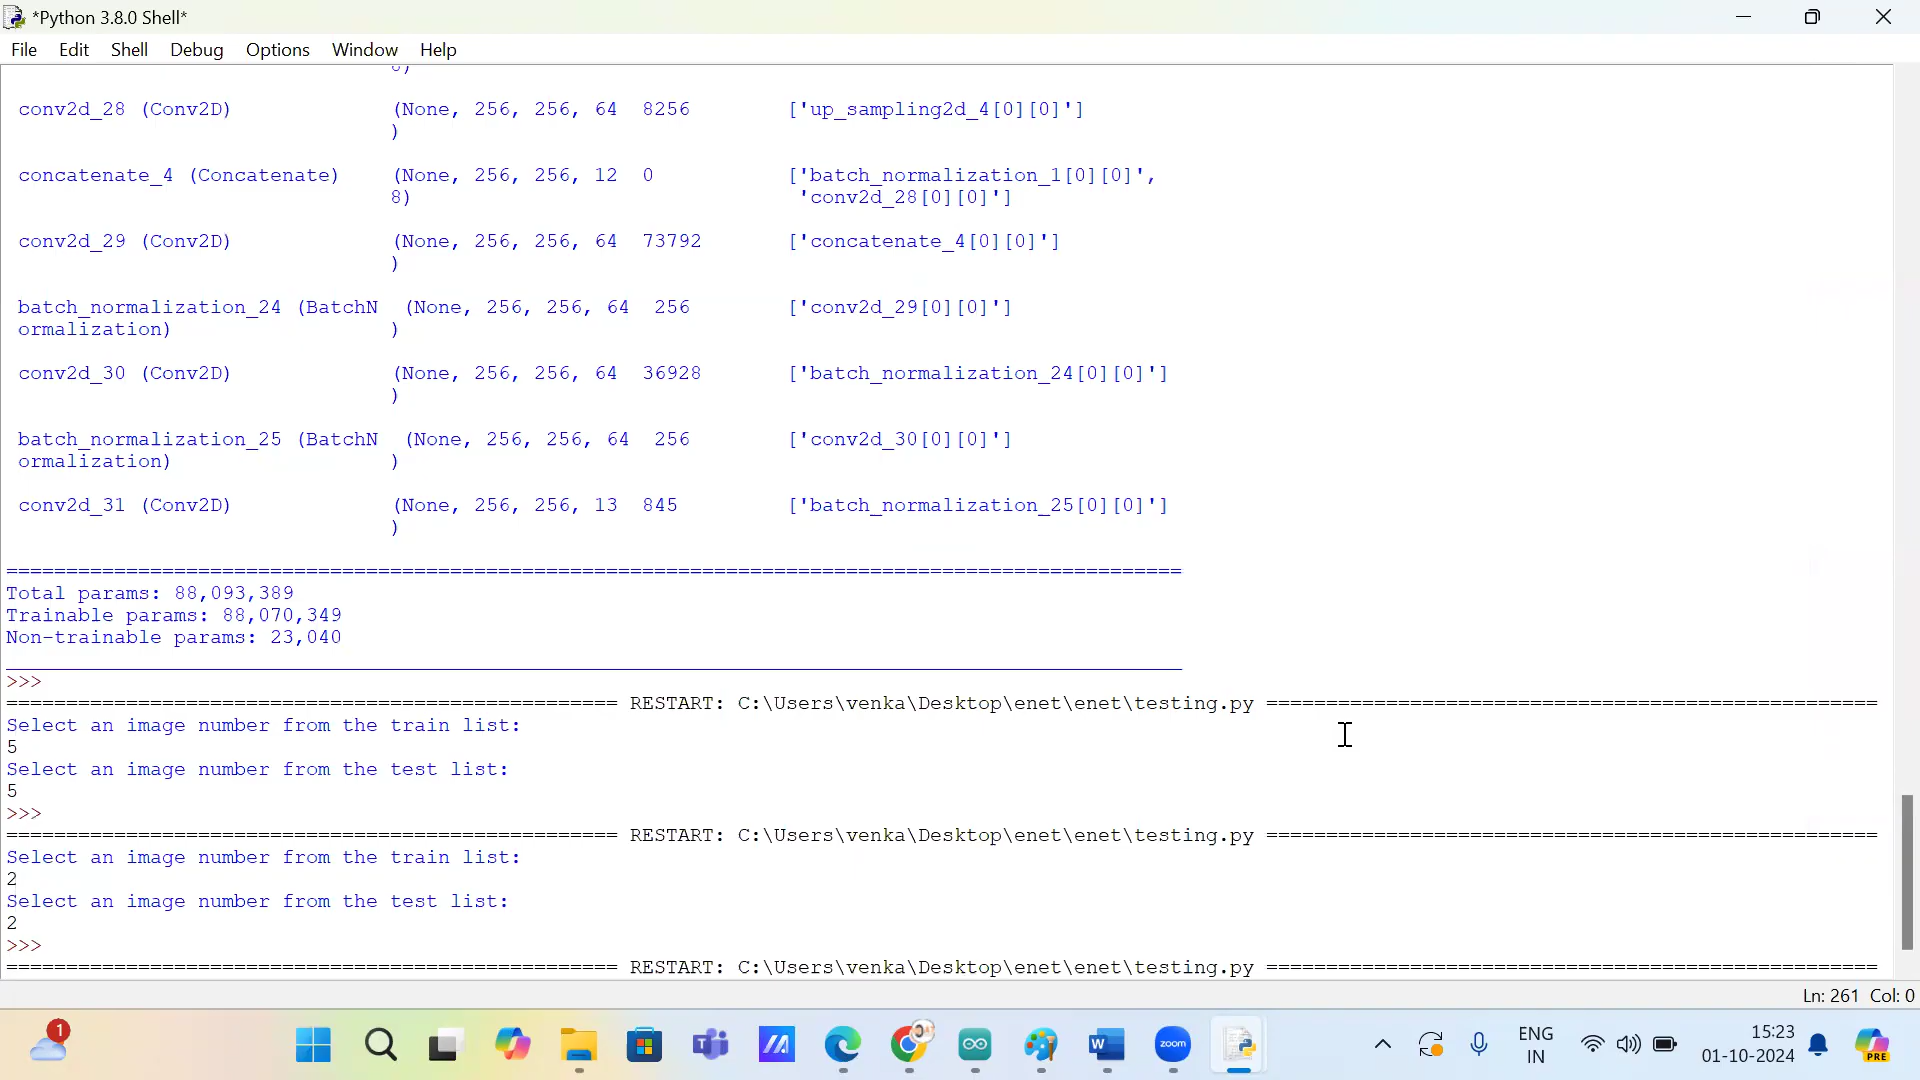 *Python 3.8.0 Shell*
File Edit Shell Debug Options Window Help
conv2d_28 (Conv2D) (None, 256, 256, 64 8256 ['up_sampling2d_4[0][0]']
)
concatenate_4 (Concatenate) (None, 256, 256, 12 0 ['batch_normalization_1[0][0]',
8) 'conv2d_28[0][0]']
conv2d_29 (Conv2D) (None, 256, 256, 64 73792 ['concatenate_4[0][0]']
)
batch_normalization_24 (BatchN (None, 256, 256, 64 256 ['conv2d_29[0][0]']
ormalization) )
conv2d_30 (Conv2D) (None, 256, 256, 64 36928 ['batch_normalization_24[0][0]']
)
batch_normalization_25 (BatchN (None, 256, 256, 64 256 ['conv2d_30[0][0]']
ormalization) )
conv2d_31 (Conv2D) (None, 256, 256, 13 845 ['batch_normalization_25[0][0]']
)
==================================================================================================
Total params: 88,093,389
Trainable params: 88,070,349
Non-trainable params: 23,040
__________________________________________________________________________________________________
>>>
=================================================== RESTART: C:\Users\venka\Desktop\enet\enet\testing.py ===================================================
Select an image number from the train list:
5
Select an image number from the test list:
5
>>>
=================================================== RESTART: C:\Users\venka\Desktop\enet\enet\testing.py ===================================================
Select an image number from the train list:
2
Select an image number from the test list:
2
>>>
=================================================== RESTART: C:\Users\venka\Desktop\enet\enet\testing.py ===================================================
Ln: 261 Col: 0
1
zoom
ENG
IN
15:23
01-10-2024
PRE